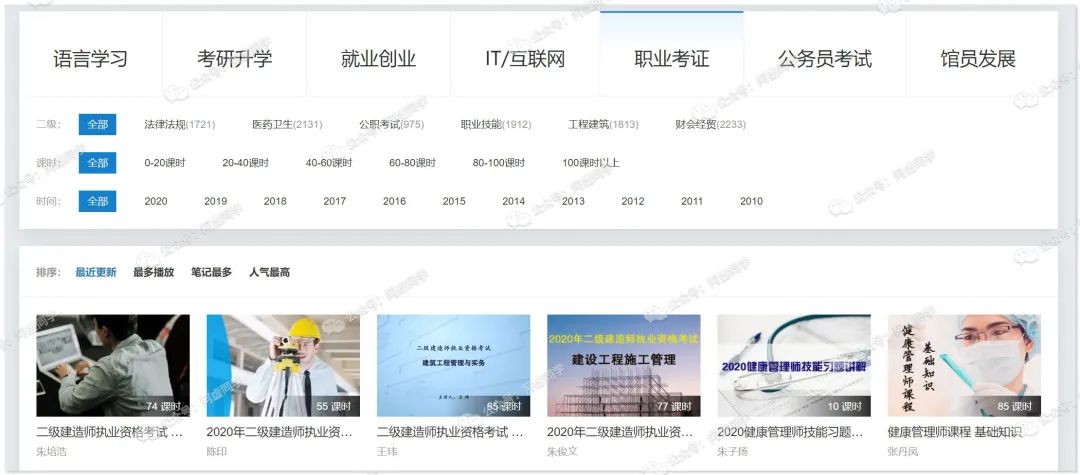 语言学习 考研升学 就业创业 IT/互联网 职业考证 公务员考试 馆员发展
二级: 全部 法律法规(1721) 医药卫生(2131) 公职考试(975) 职业技能(1912) 工程建筑(1813) 财会经贸(2233)
课时: 全部 0-20课时 20-40课时 40-60课时 60-80课时 80-100课时 100课时以上
时间: 全部 2020 2019 2018 2017 2016 2015 2014 2013 2012 2011 2010
排序: 最近更新 最多播放 笔记最多 人气最高
74 课时
二级建造师执业资格考试 ...
朱培浩
55 课时
2020年二级建造师执业资...
陈印
二级建造师执业资格考试
建筑工程管理与实务
主讲人:王玮
85 课时
二级建造师执业资格考试 ...
王玮
2020年二级建造师执业资格考试
建设工程施工管理
77 课时
2020年二级建造师执业资...
朱俊文
2020健康管理师技能习题讲解
10 课时
2020健康管理师技能习题...
朱子扬
健康管理师课程
基础知识
85 课时
健康管理师课程 基础知识
张丹凤
公众号:阿虚同学